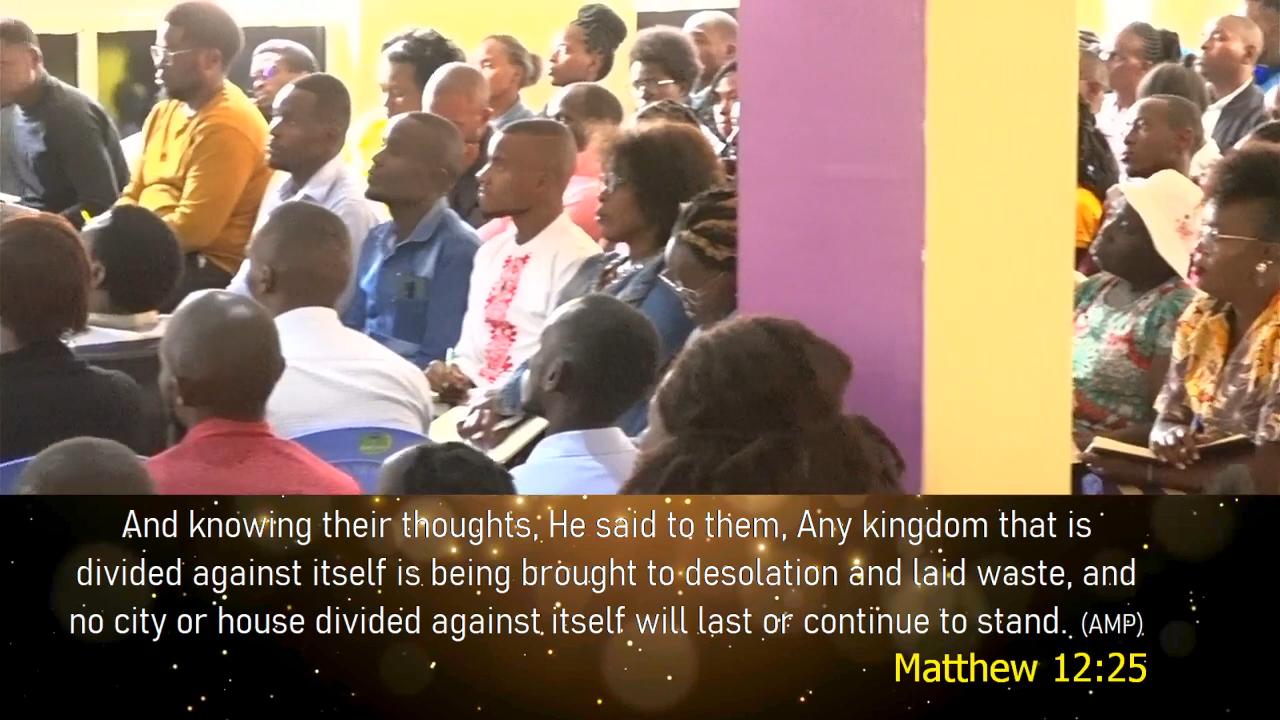 And knowing their thoughts, He said to them, Any kingdom that is
divided against itself is being brought to desolation and laid waste, and
no city or house divided against itself will last or continue to stand. (AMP)
Matthew 12:25